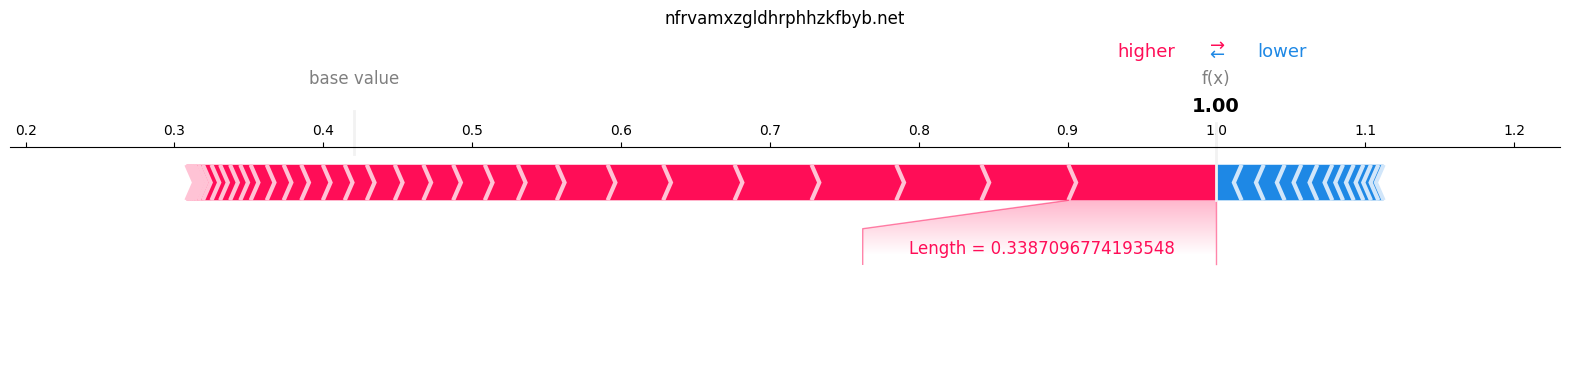 nfrvamxzgldhrphhzkfbyb.net
higher → ← lower
base value f(x)
1.00
0.2 0.3 0.4 0.5 0.6 0.7 0.8 0.9 1.0 1.1 1.2
Length = 0.3387096774193548